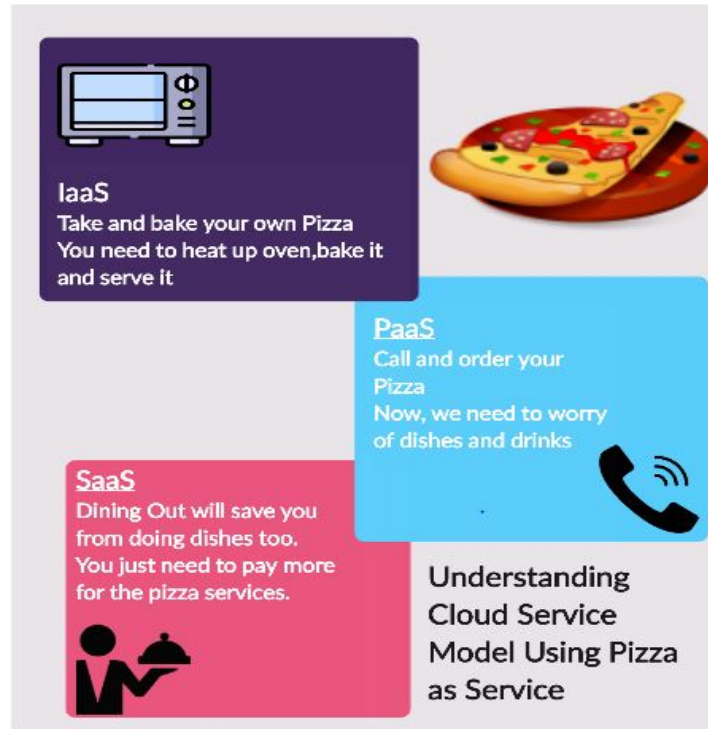 IaaS
Take and bake your own Pizza
You need to heat up oven,bake it
and serve it
PaaS
Call and order your
Pizza
Now, we need to worry
of dishes and drinks
SaaS
Dining Out will save you
from doing dishes too.
You just need to pay more
for the pizza services.
Understanding
Cloud Service
Model Using Pizza
as Service